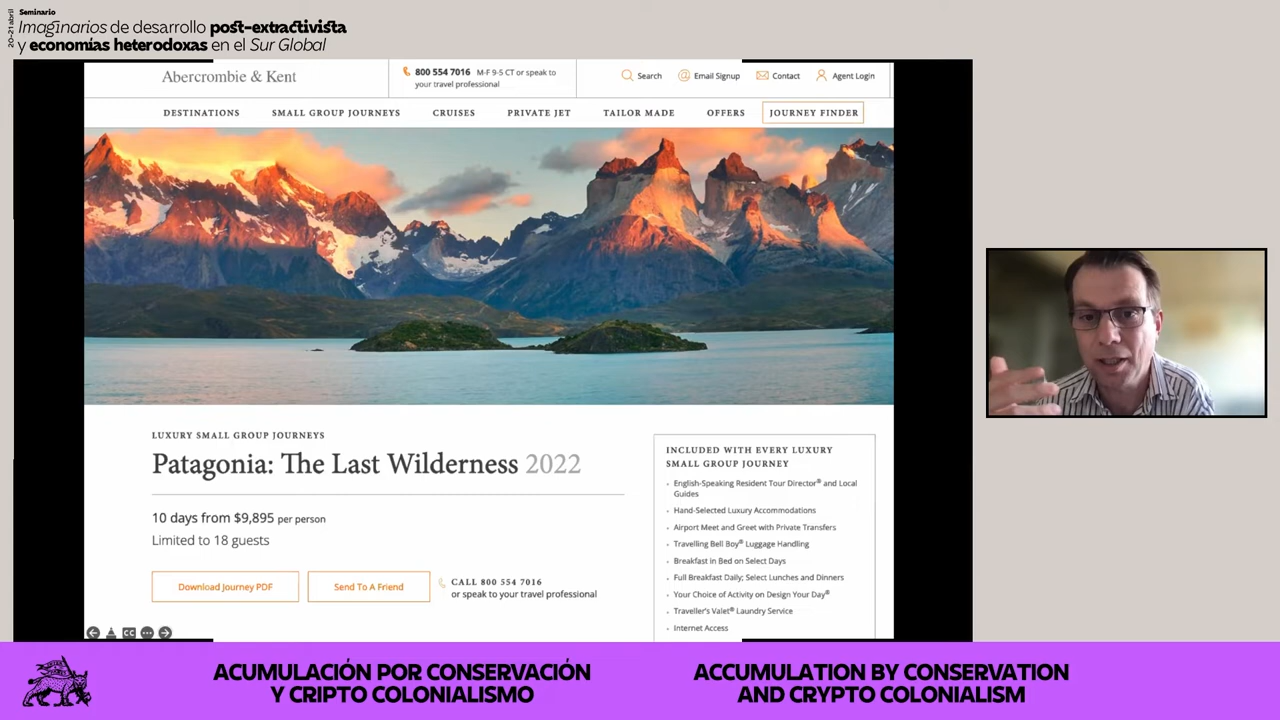 20-21 abril
Seminario
Imaginarios de desarrollo post-extractivista
y economías heterodoxas en el Sur Global
Abercrombie & Kent
800 554 7016 M-F 9-5 CT or speak to
your travel professional
Search
Email Signup
Contact
Agent Login
DESTINATIONS
SMALL GROUP JOURNEYS
CRUISES
PRIVATE JET
TAILOR MADE
OFFERS
JOURNEY FINDER
LUXURY SMALL GROUP JOURNEYS
Patagonia: The Last Wilderness 2022
10 days from $9,895 per person
Limited to 18 guests
Download Journey PDF
Send To A Friend
CALL 800 554 7016
or speak to your travel professional
INCLUDED WITH EVERY LUXURY
SMALL GROUP JOURNEY
English-Speaking Resident Tour Director® and Local
Guides
Hand-Selected Luxury Accommodations
Airport Meet and Greet with Private Transfers
Travelling Bell Boy® Luggage Handling
Breakfast in Bed on Select Days
Full Breakfast Daily; Select Lunches and Dinners
Your Choice of Activity on Design Your Day®
Traveller's Valet® Laundry Service
Internet Access
CC
ACUMULACIÓN POR CONSERVACIÓN
Y CRIPTO COLONIALISMO
ACCUMULATION BY CONSERVATION
AND CRYPTO COLONIALISM